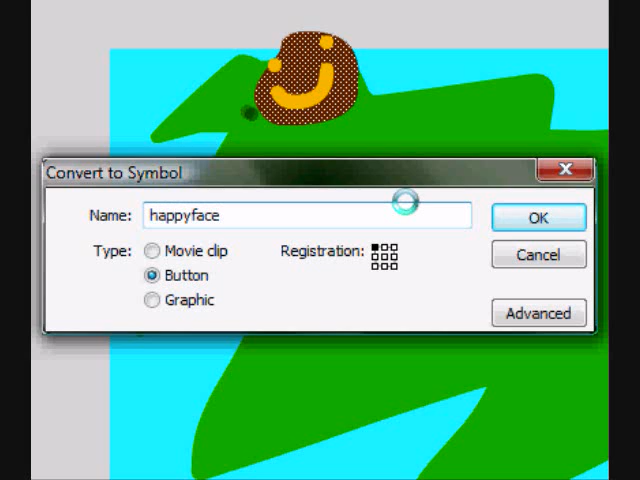 Convert to Symbol
Name: happyface OK
Type: Movie clip Registration: Cancel
Button
Graphic Advanced